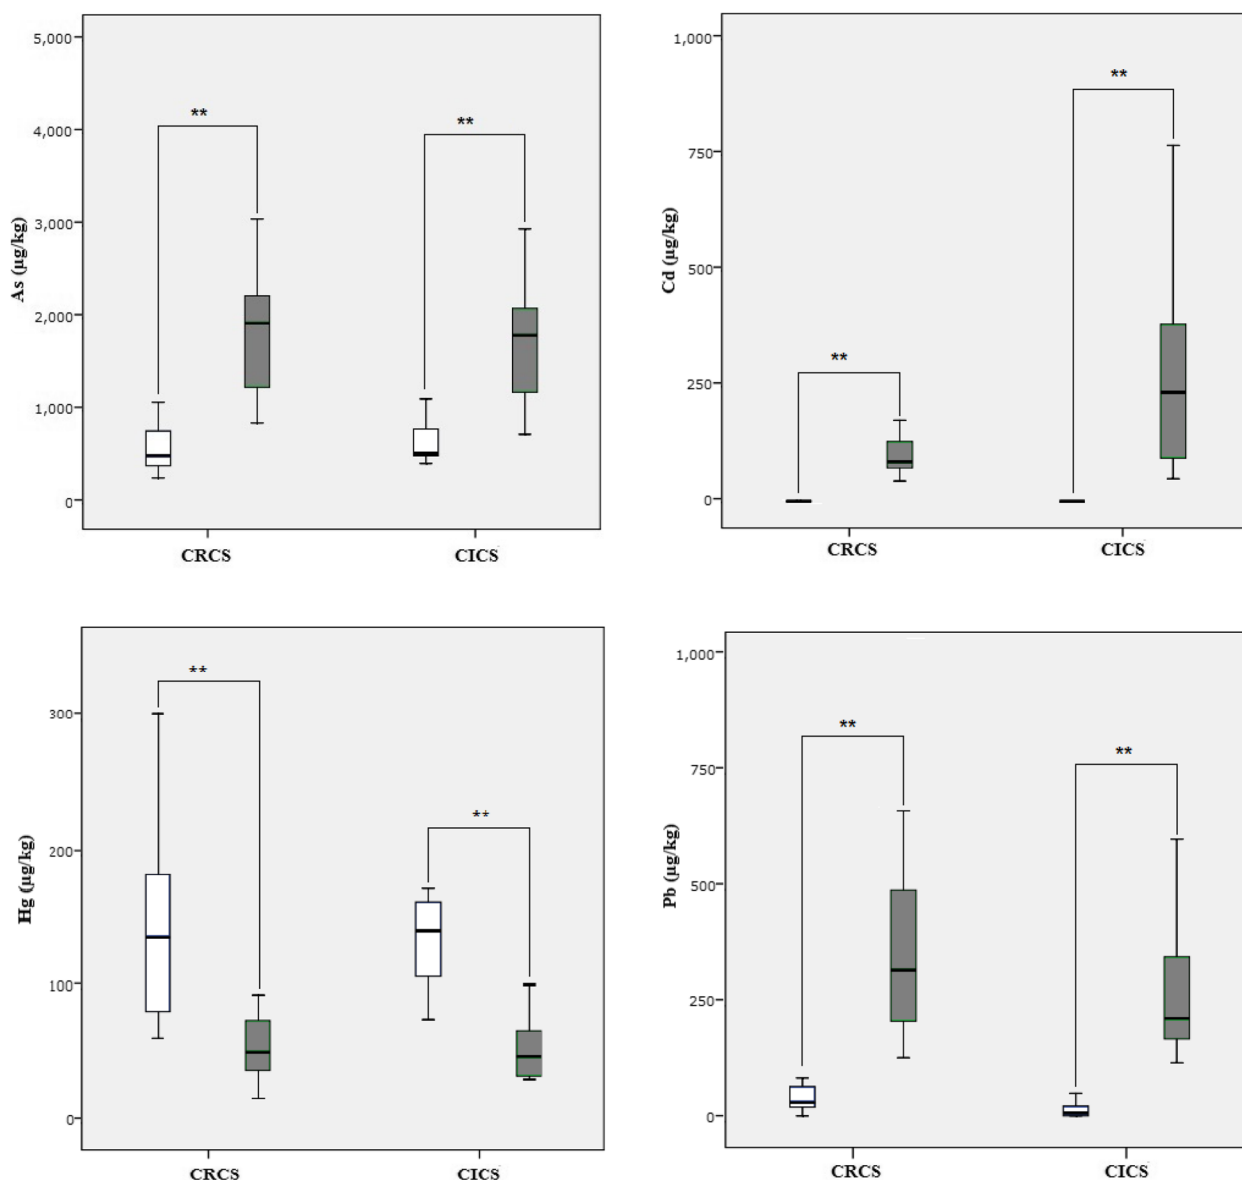 As (µg/kg)
5,000
4,000
3,000
2,000
1,000
0
**
**
CRCS
CICS
Cd (µg/kg)
1,000
750
500
250
0
**
**
CRCS
CICS
Hg (µg/kg)
300
200
100
0
**
**
CRCS
CICS
Pb (µg/kg)
1,000
750
500
250
0
**
**
CRCS
CICS